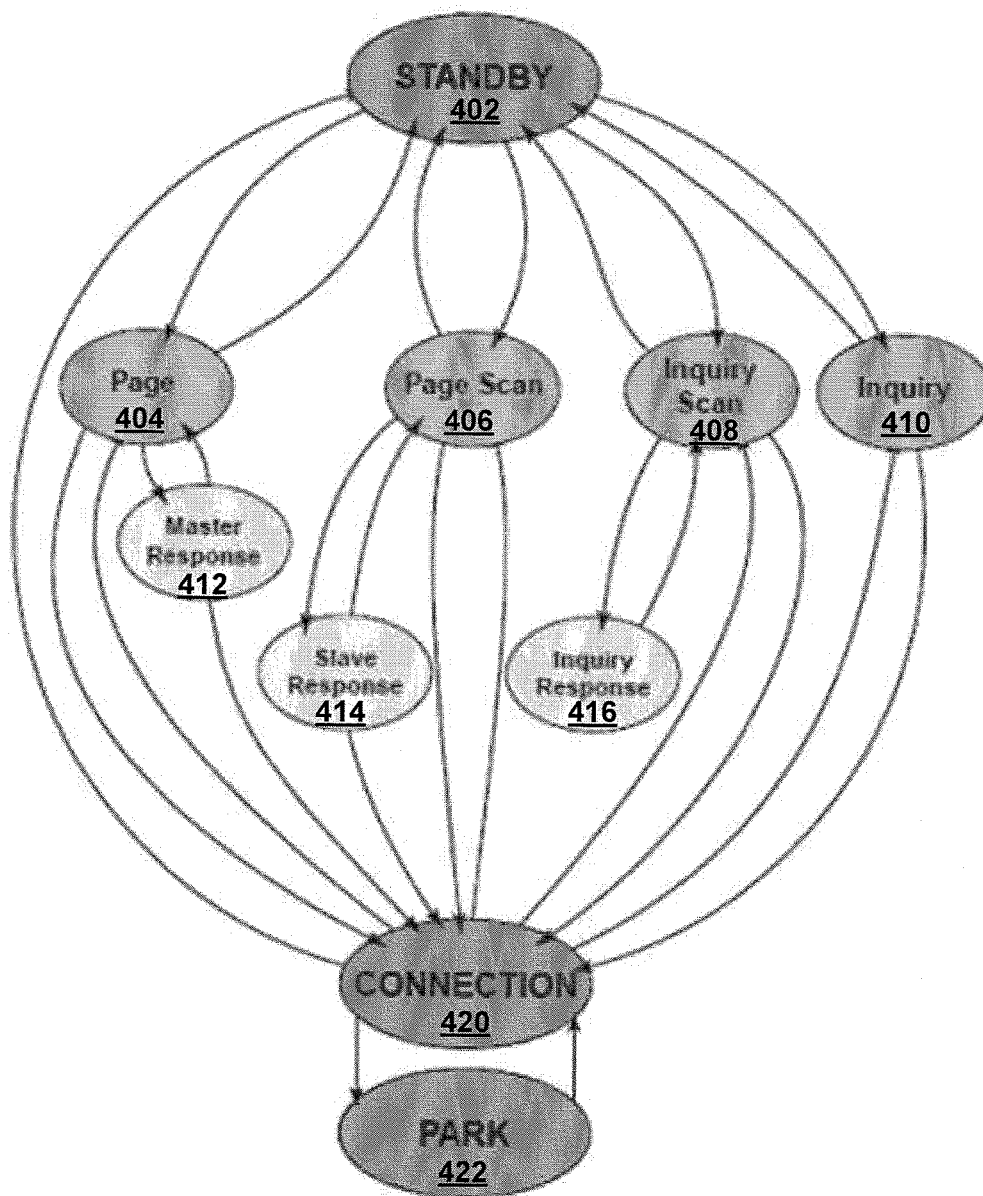 STANDBY
402
Page
404
Page Scan
406
Inquiry
Scan
408
Inquiry
410
Master
Response
412
Slave
Response
414
Inquiry
Response
416
CONNECTION
420
PARK
422